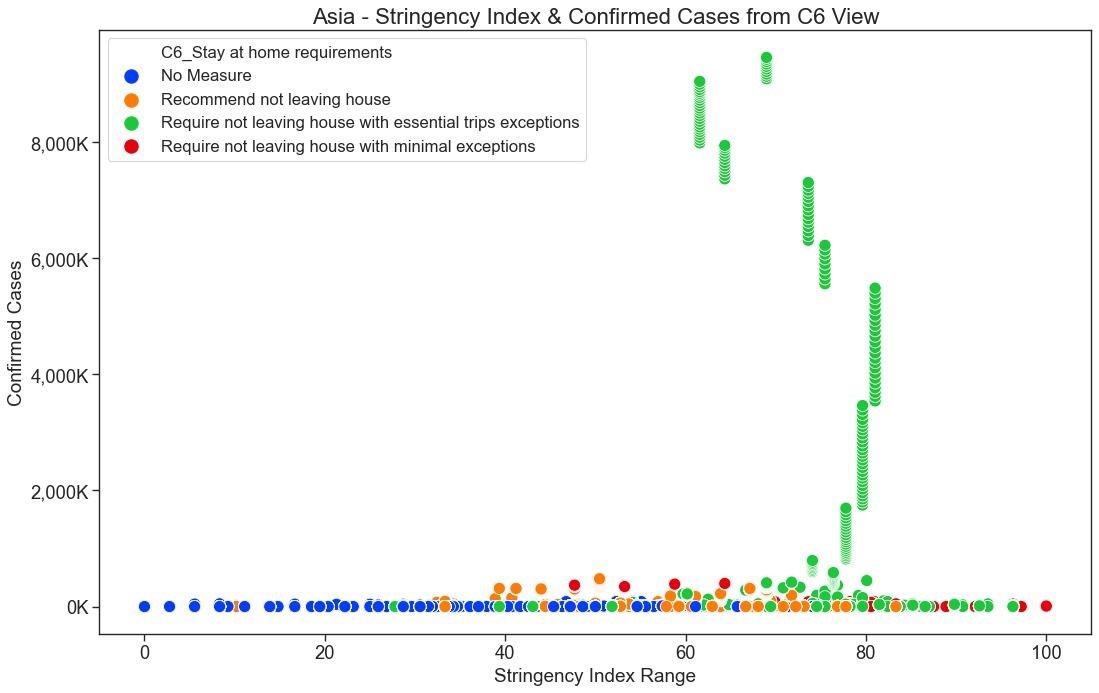 Asia - Stringency Index & Confirmed Cases from C6 View
C6_Stay at home requirements
No Measure
Recommend not leaving house
Require not leaving house with essential trips exceptions
Require not leaving house with minimal exceptions
Confirmed Cases
8,000K
6,000K
4,000K
2,000K
0K
0 20 40 60 80 100
Stringency Index Range